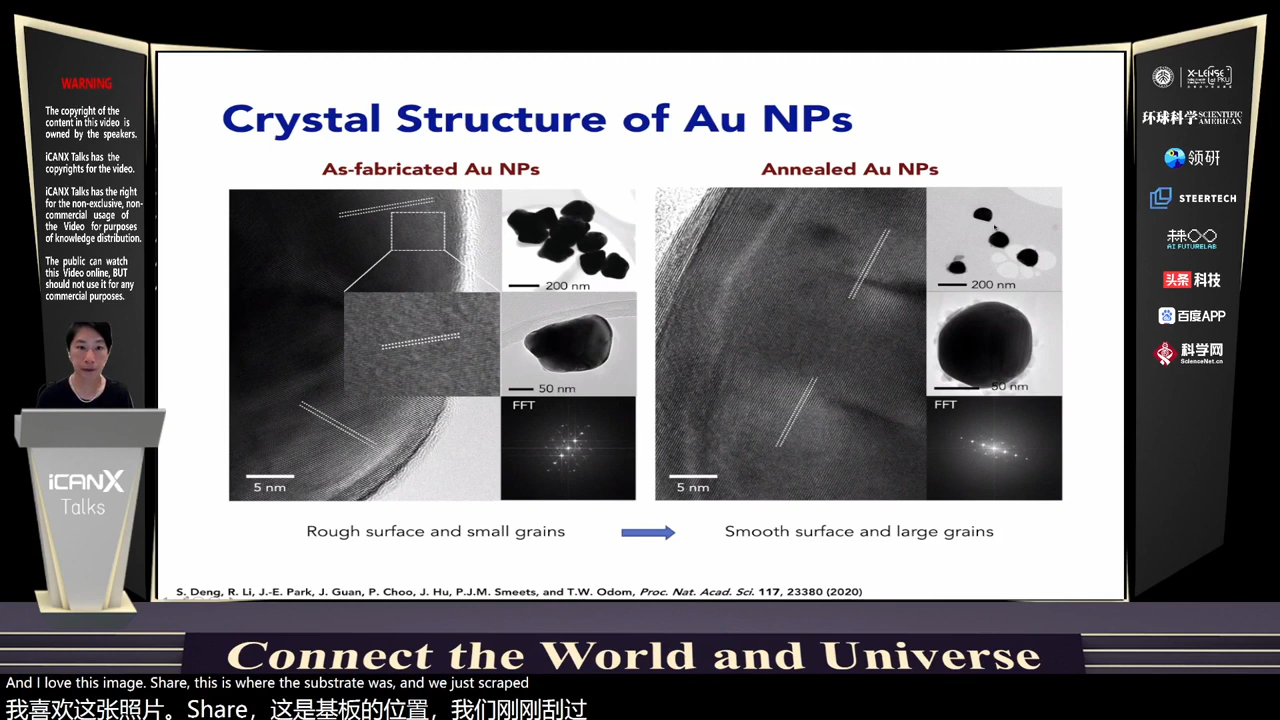 WARNING
The copyright of the
content in this video is
owned by the speakers.
iCANX Talks has the
copyrights for the video.
iCANX Talks has the right
for the non-exclusive, non-
commercial usage of
the Video for purposes
of knowledge distribution.
The public can watch
this Video online, BUT
should not use it for any
commercial purposes.
iCANX
Talks
Crystal Structure of Au NPs
As-fabricated Au NPs
Annealed Au NPs
200 nm
50 nm
FFT
5 nm
200 nm
50 nm
FFT
5 nm
Rough surface and small grains
Smooth surface and large grains
S. Deng, R. Li, J.-E. Park, J. Guan, P. Choo, J. Hu, P.J.M. Smeets, and T.W. Odom, Proc. Nat. Acad. Sci. 117, 23380 (2020)
X-LENSE
环球科学 SCIENTIFIC AMERICAN
领研
STEERTECH
AI FUTURELAB
头条 科技
百度APP
科学网
ScienceNet.cn
Connect the World and Universe
And I love this image. Share, this is where the substrate was, and we just scraped
我喜欢这张照片。Share，这是基板的位置，我们刚刚刮过